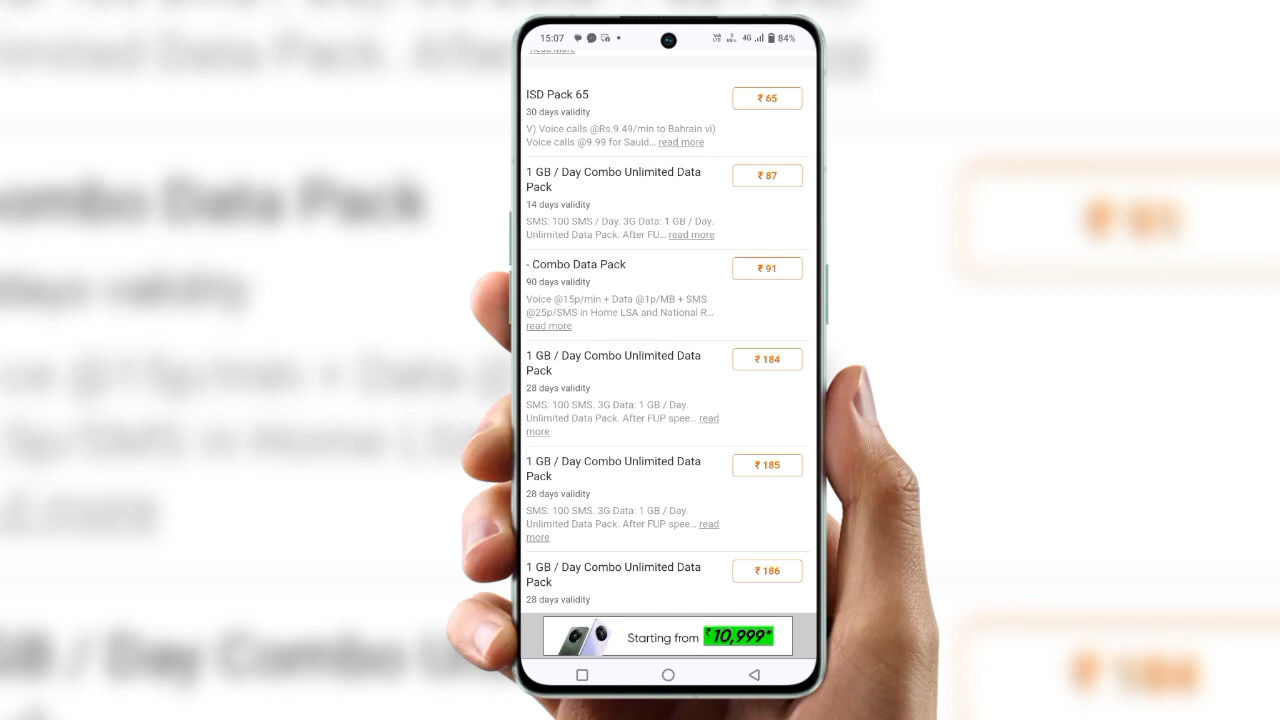 15:07 4G 84%
Read More
ISD Pack 65
₹ 65
30 days validity
V) Voice calls @Rs.9.49/min to Bahrain vi)
Voice calls @9.99 for Sauid... read more
1 GB / Day Combo Unlimited Data
Pack
₹ 87
14 days validity
SMS: 100 SMS / Day. 3G Data: 1 GB / Day.
Unlimited Data Pack. After FU... read more
- Combo Data Pack
₹ 91
90 days validity
Voice @15p/min + Data @1p/MB + SMS
@25p/SMS in Home LSA and National R...
read more
1 GB / Day Combo Unlimited Data
Pack
₹ 184
28 days validity
SMS: 100 SMS. 3G Data: 1 GB / Day.
Unlimited Data Pack. After FUP spee... read
more
1 GB / Day Combo Unlimited Data
Pack
₹ 185
28 days validity
SMS: 100 SMS. 3G Data: 1 GB / Day.
Unlimited Data Pack. After FUP spee... read
more
1 GB / Day Combo Unlimited Data
Pack
₹ 186
28 days validity
Starting from ₹10,999*